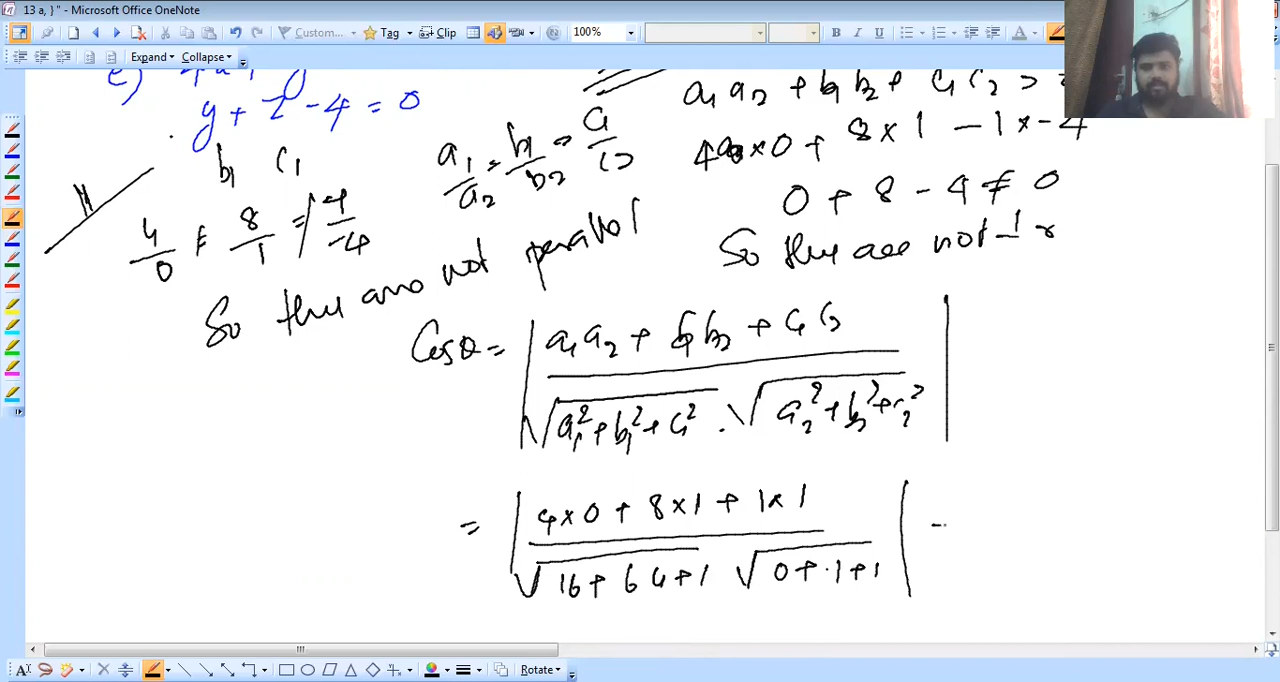 13 a, } " - Microsoft Office OneNote
Custom... Tag Clip 100% B I U A
Expand Collapse
e)
y + z - 4 = 0
b₁ c₁
4/0 ≠ 8/1 ≠ -1/-4
So they are not parallel
a₁/a₂ = b₁/b₂ = c₁/c₂
a₁a₂ + b₁b₂ + c₁c₂ =
4 × 0 + 8 × 1 - 1 × -4
0 + 8 - 4 ≠ 0
So they are not ⊥ r
Cosθ = | a₁a₂ + b₁b₂ + c₁c₂ / √a₁²+b₁²+c₁² . √a₂²+b₂²+c₂² |
= | 4×0 + 8×1 + 1×1 / √16+64+1 √0+1+1 | -
Rotate